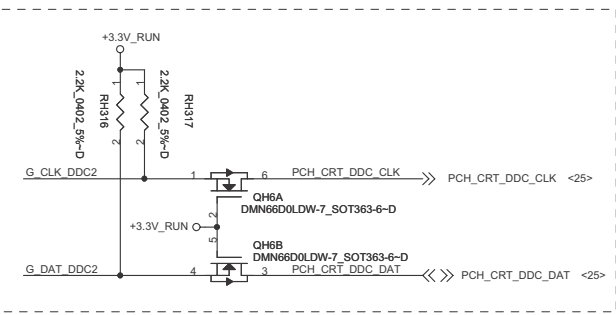 +3.3V_RUN
2.2K_0402_5%~D
RH316
2.2K_0402_5%~D
RH317
1
1
2
2
G_CLK_DDC2
1
6
PCH_CRT_DDC_CLK
PCH_CRT_DDC_CLK <25>
QH6A
DMN66D0LDW-7_SOT363-6~D
2
+3.3V_RUN
5
QH6B
DMN66D0LDW-7_SOT363-6~D
G_DAT_DDC2
4
3
PCH_CRT_DDC_DAT
PCH_CRT_DDC_DAT <25>